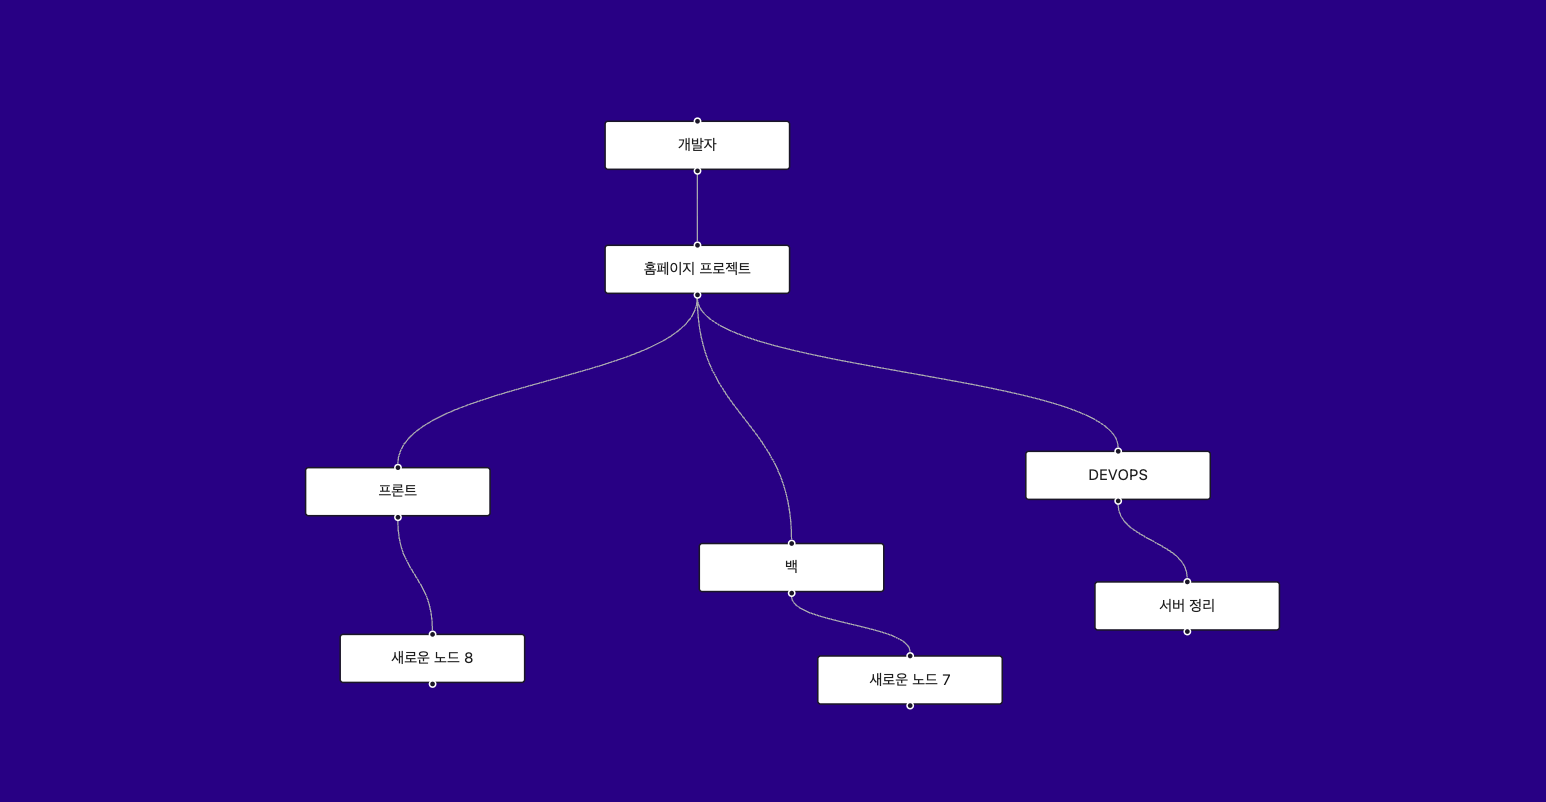 개발자
홈페이지 프로젝트
프론트
백
DEVOPS
서버 정리
새로운 노드 8
새로운 노드 7